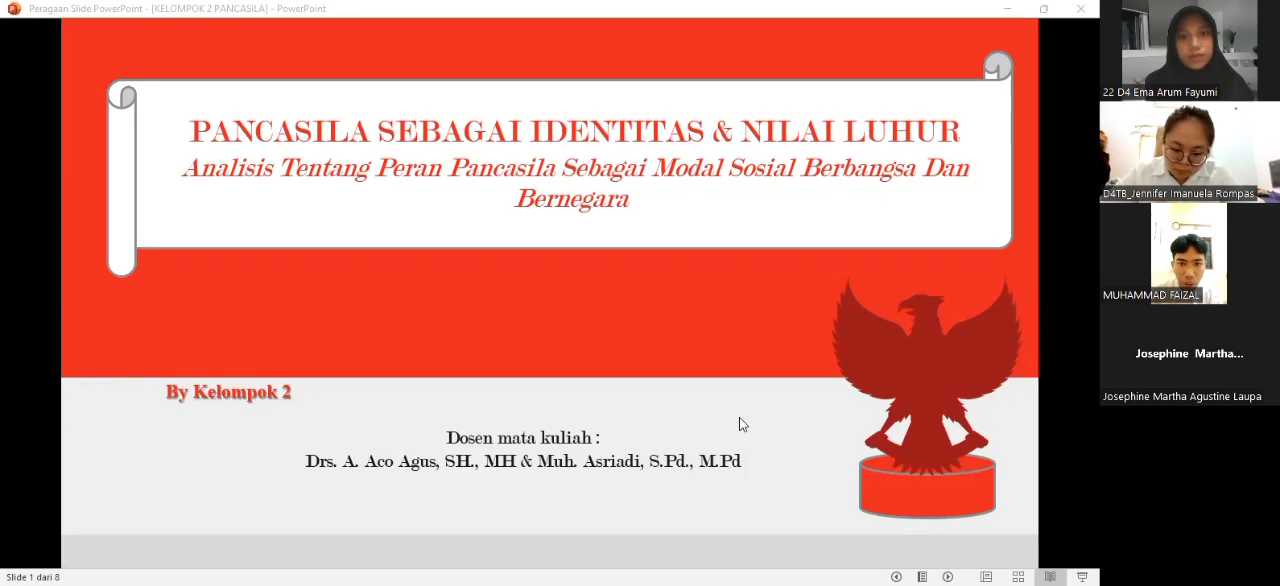 Peragaan Slide PowerPoint - [KELOMPOK 2 PANCASILA] - PowerPoint
PANCASILA SEBAGAI IDENTITAS & NILAI LUHUR
Analisis Tentang Peran Pancasila Sebagai Modal Sosial Berbangsa Dan
Bernegara
By Kelompok 2
Dosen mata kuliah :
Drs. A. Aco Agus, SH., MH & Muh. Asriadi, S.Pd., M.Pd
Slide 1 dari 8
22 D4 Ema Arum Fayumi
D4TB_Jennifer Imanuela Rompas
MUHAMMAD FAIZAL
Josephine Martha...
Josephine Martha Agustine Laupa